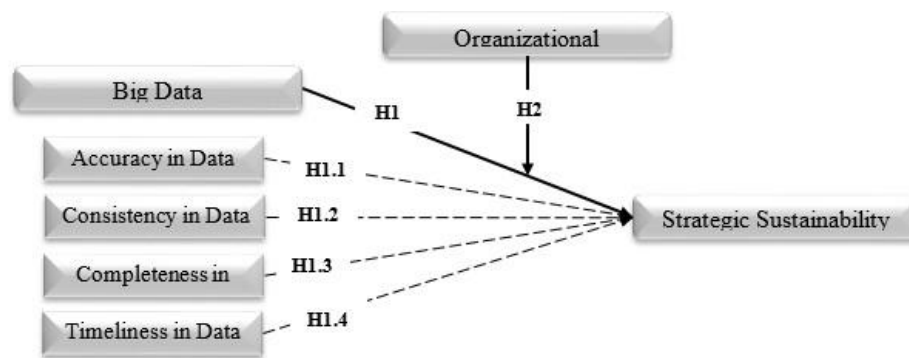 Organizational
Big Data
H1
H2
Accuracy in Data
H1.1
Consistency in Data
H1.2
Strategic Sustainability
Completeness in
H1.3
Timeliness in Data
H1.4